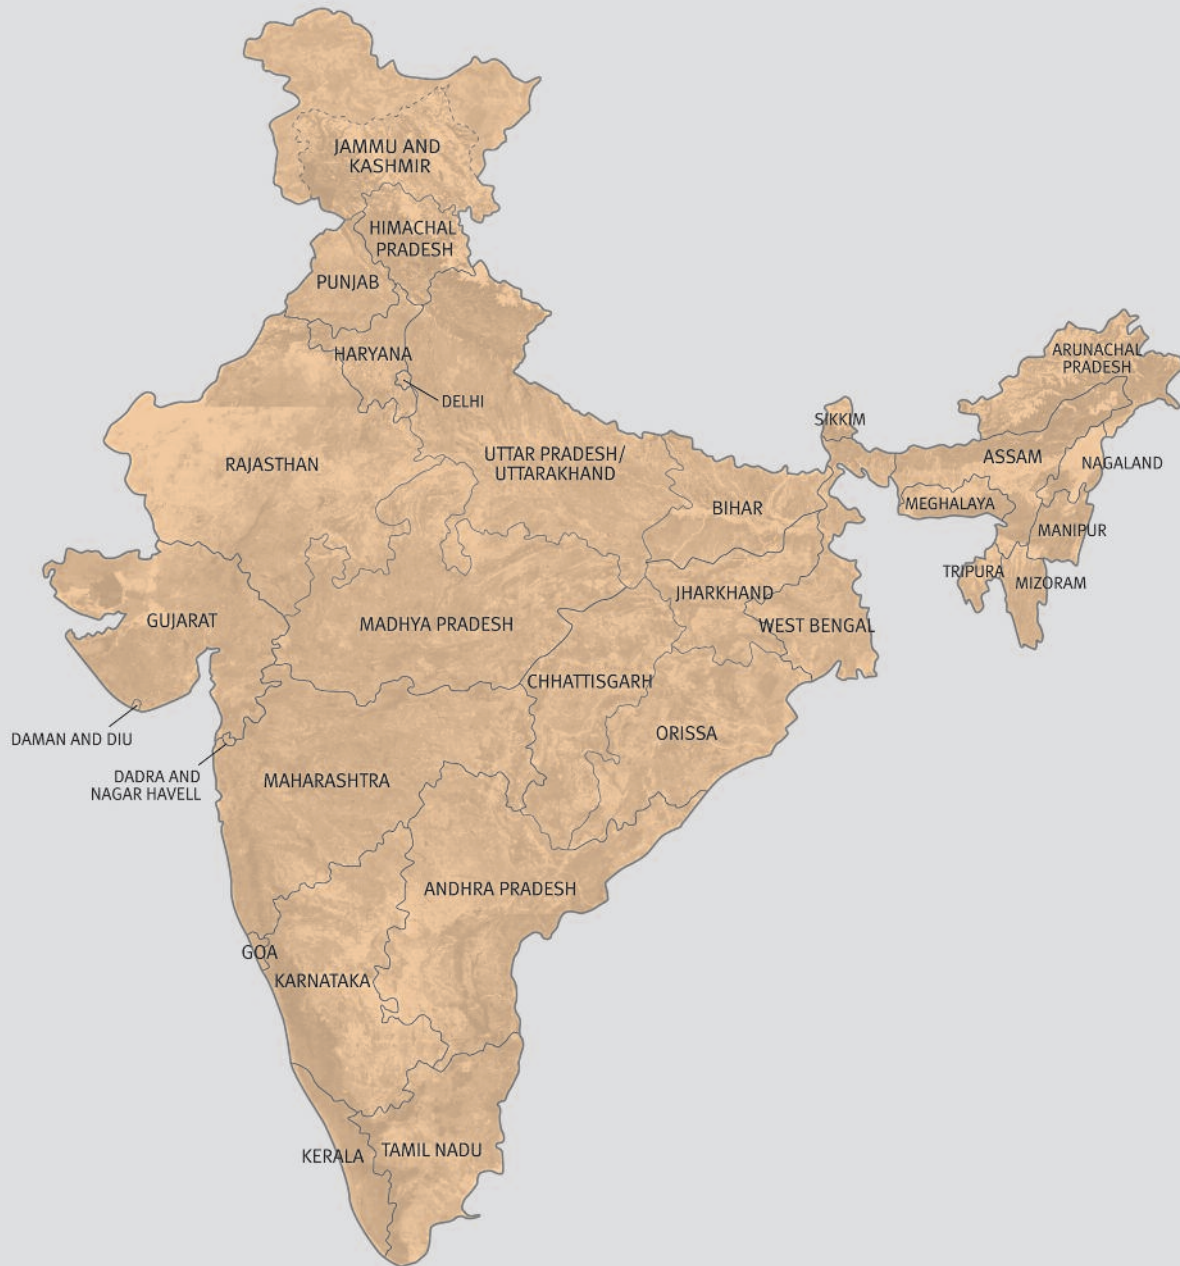 JAMMU AND
KASHMIR
HIMACHAL
PRADESH
PUNJAB
HARYANA
DELHI
ARUNACHAL
PRADESH
SIKKIM
RAJASTHAN
UTTAR PRADESH/
UTTARAKHAND
ASSAM
NAGALAND
BIHAR
MEGHALAYA
MANIPUR
TRIPURA
MIZORAM
JHARKHAND
GUJARAT
MADHYA PRADESH
WEST BENGAL
CHHATTISGARH
ORISSA
DAMAN AND DIU
DADRA AND
NAGAR HAVELL
MAHARASHTRA
ANDHRA PRADESH
GOA
KARNATAKA
KERALA
TAMIL NADU